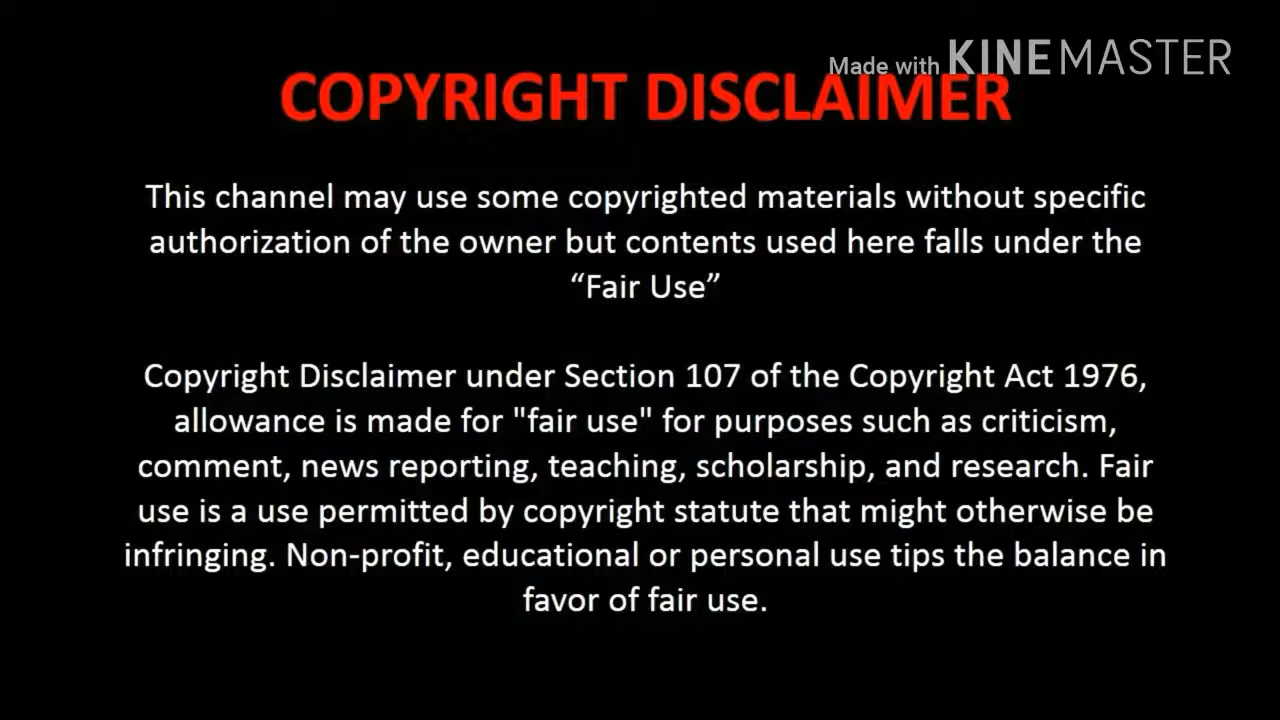 Made with KINEMASTER
COPYRIGHT DISCLAIMER
This channel may use some copyrighted materials without specific
authorization of the owner but contents used here falls under the
“Fair Use”
Copyright Disclaimer under Section 107 of the Copyright Act 1976,
allowance is made for "fair use" for purposes such as criticism,
comment, news reporting, teaching, scholarship, and research. Fair
use is a use permitted by copyright statute that might otherwise be
infringing. Non-profit, educational or personal use tips the balance in
favor of fair use.